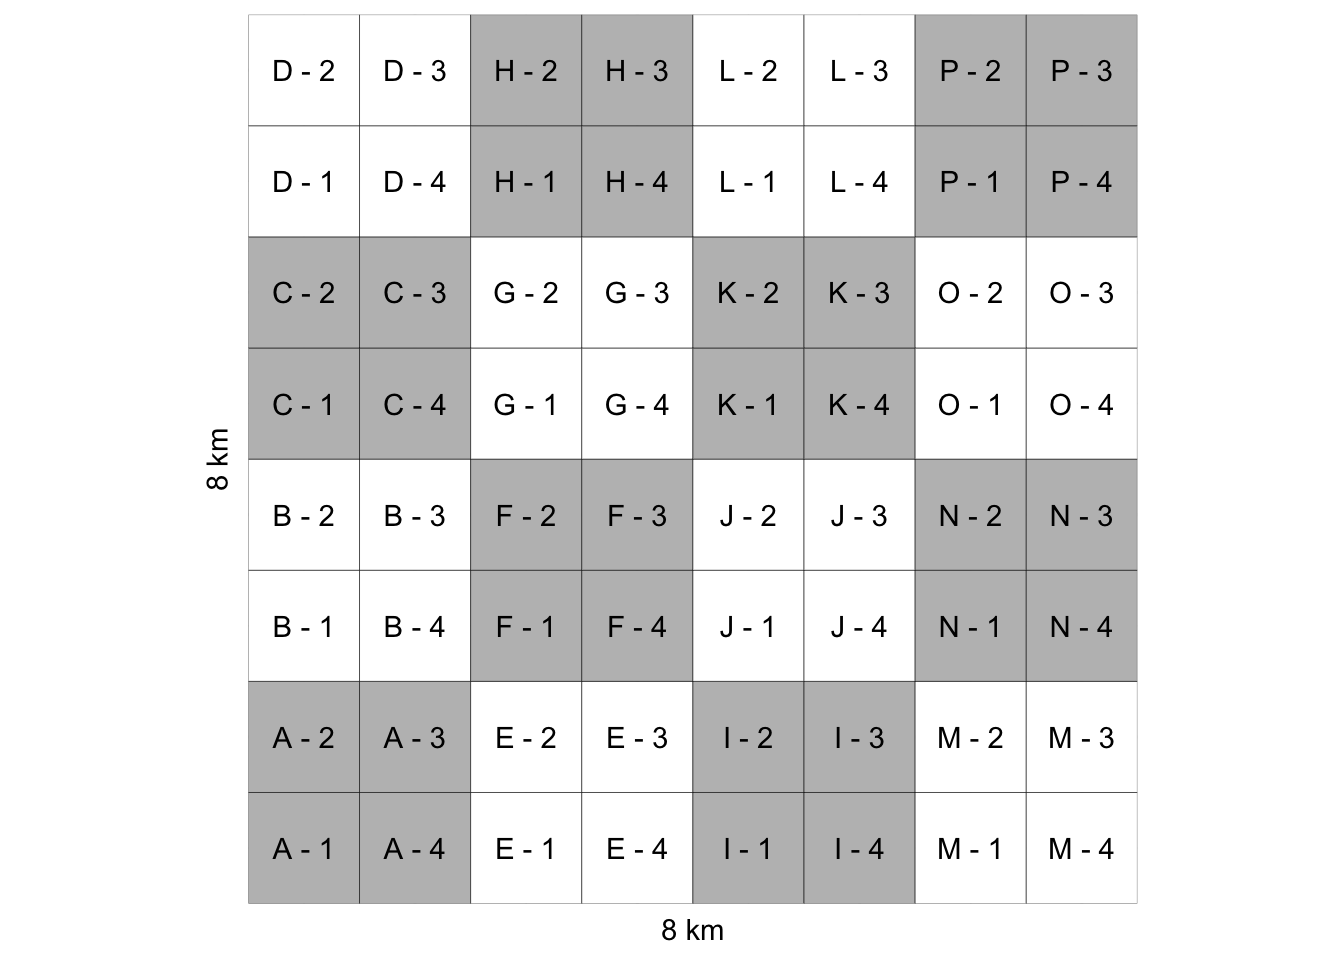 D - 2 D - 3 H - 2 H - 3 L - 2 L - 3 P - 2 P - 3
D - 1 D - 4 H - 1 H - 4 L - 1 L - 4 P - 1 P - 4
C - 2 C - 3 G - 2 G - 3 K - 2 K - 3 O - 2 O - 3
C - 1 C - 4 G - 1 G - 4 K - 1 K - 4 O - 1 O - 4
8 km
B - 2 B - 3 F - 2 F - 3 J - 2 J - 3 N - 2 N - 3
B - 1 B - 4 F - 1 F - 4 J - 1 J - 4 N - 1 N - 4
A - 2 A - 3 E - 2 E - 3 I - 2 I - 3 M - 2 M - 3
A - 1 A - 4 E - 1 E - 4 I - 1 I - 4 M - 1 M - 4
8 km